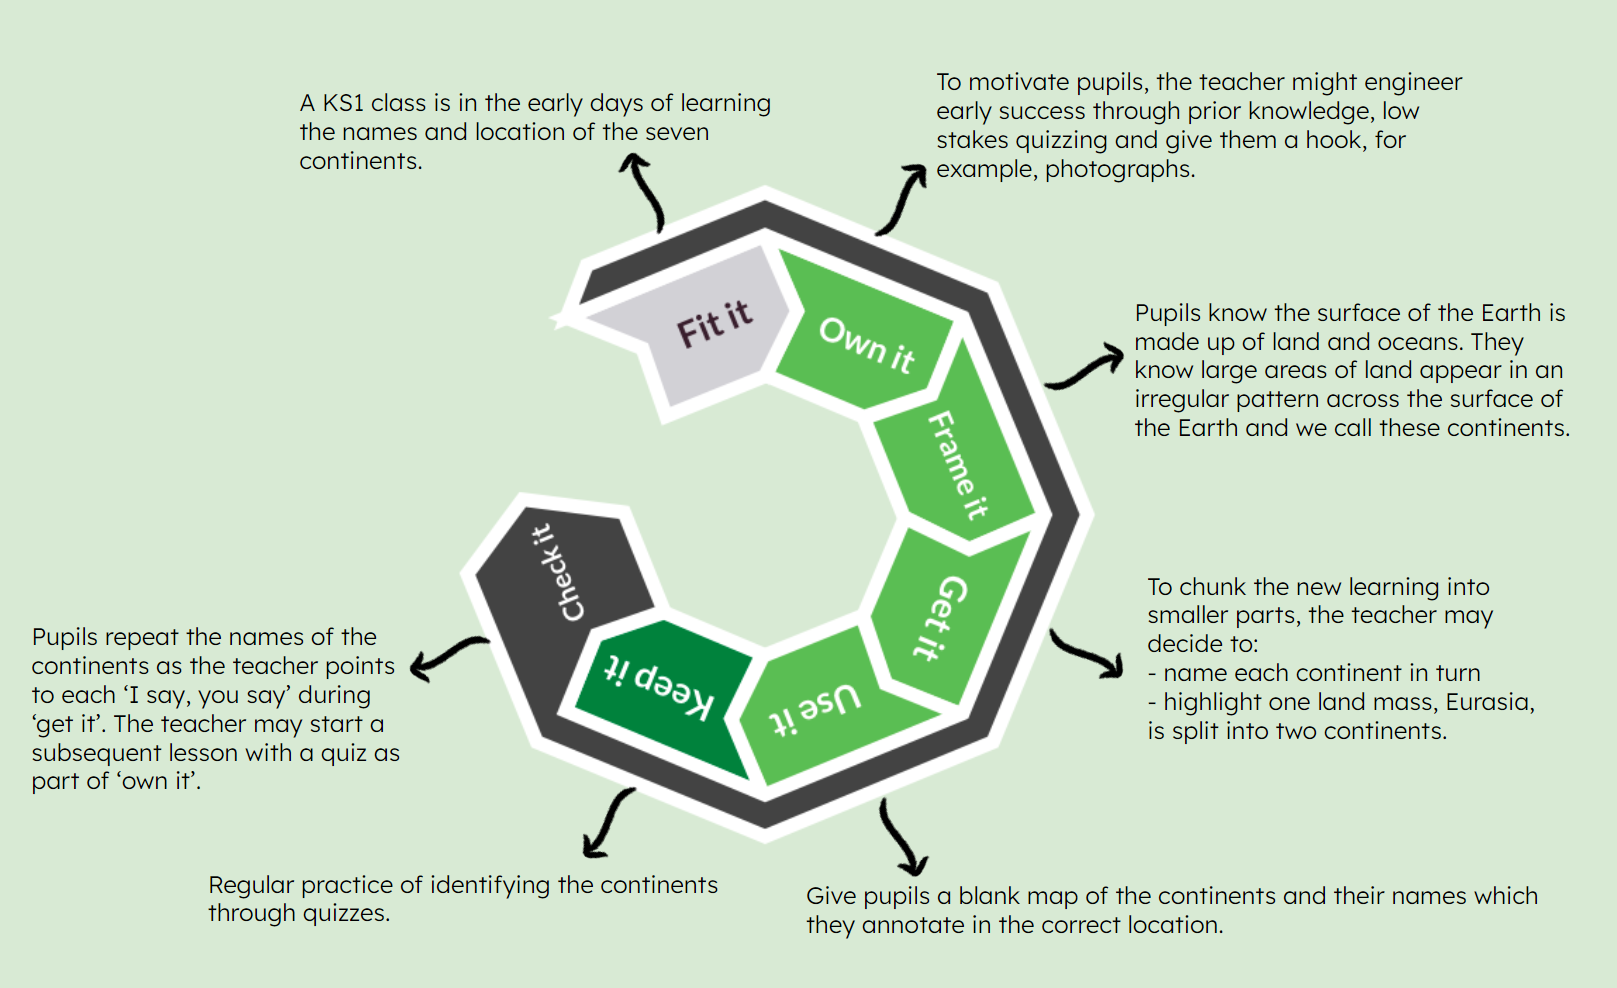 A KS1 class is in the early days of learning
the names and location of the seven
continents.
To motivate pupils, the teacher might engineer
early success through prior knowledge, low
stakes quizzing and give them a hook, for
example, photographs.
Pupils know the surface of the Earth is
made up of land and oceans. They
know large areas of land appear in an
irregular pattern across the surface of
the Earth and we call these continents.
To chunk the new learning into
smaller parts, the teacher may
decide to:
- name each continent in turn
- highlight one land mass, Eurasia,
is split into two continents.
Give pupils a blank map of the continents and their names which
they annotate in the correct location.
Regular practice of identifying the continents
through quizzes.
Pupils repeat the names of the
continents as the teacher points
to each ‘I say, you say’ during
‘get it’. The teacher may start a
subsequent lesson with a quiz as
part of ‘own it’.
Fit it
Own it
Frame it
Get it
Use it
Keep it
Check it